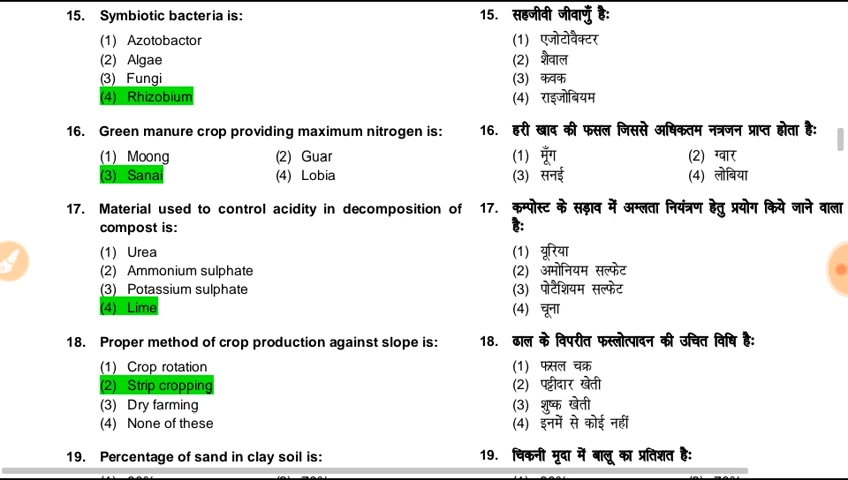 15. Symbiotic bacteria is:
(1) Azotobactor
(2) Algae
(3) Fungi
(4) Rhizobium
16. Green manure crop providing maximum nitrogen is:
(1) Moong (2) Guar
(3) Sanai (4) Lobia
17. Material used to control acidity in decomposition of
compost is:
(1) Urea
(2) Ammonium sulphate
(3) Potassium sulphate
(4) Lime
18. Proper method of crop production against slope is:
(1) Crop rotation
(2) Strip cropping
(3) Dry farming
(4) None of these
19. Percentage of sand in clay soil is:
15. सहजीवी जीवाणुँ है:
(1) एजोटोवैक्टर
(2) शैवाल
(3) कवक
(4) राइजोबियम
16. हरी खाद की फसल जिससे अधिकतम नत्रजन प्राप्त होता है:
(1) मूँग (2) ग्वार
(3) सनई (4) लोबिया
17. कम्पोस्ट के सड़ाव में अम्लता नियंत्रण हेतु प्रयोग किये जाने वाला
है:
(1) यूरिया
(2) अमोनियम सल्फेट
(3) पोटैशियम सल्फेट
(4) चूना
18. ढाल के विपरीत फस्लोत्पादन की उचित विधि है:
(1) फसल चक्र
(2) पट्टीदार खेती
(3) शुष्क खेती
(4) इनमें से कोई नहीं
19. चिकनी मृदा में बालू का प्रतिशत है: